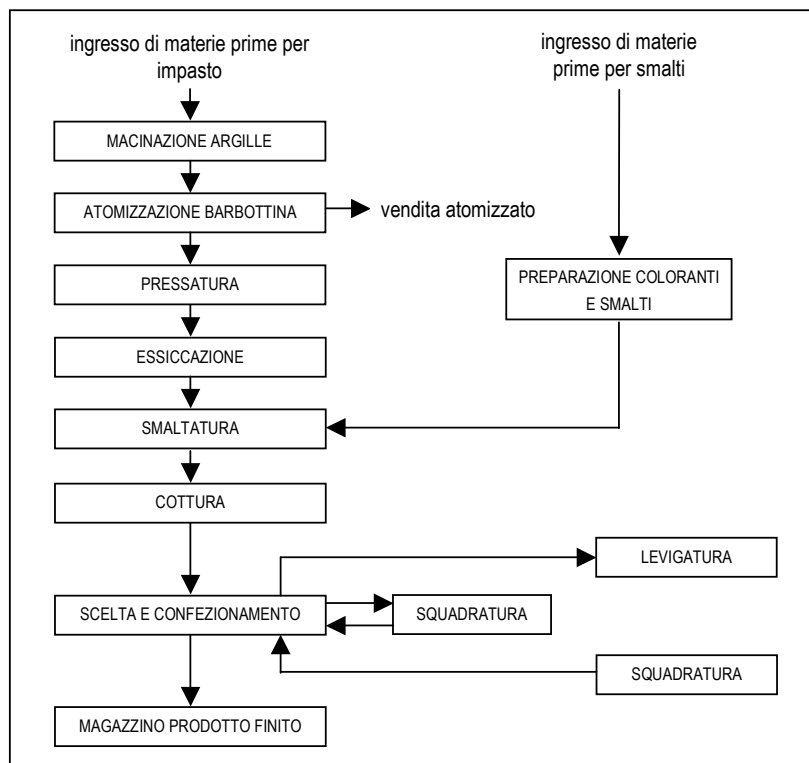 ingresso di materie prime per
impasto
ingresso di materie
prime per smalti
MACINAZIONE ARGILLE
ATOMIZZAZIONE BARBOTTINA
vendita atomizzato
PRESSATURA
PREPARAZIONE COLORANTI
E SMALTI
ESSICCAZIONE
SMALTATURA
COTTURA
LEVIGATURA
SCELTA E CONFEZIONAMENTO
SQUADRATURA
SQUADRATURA
MAGAZZINO PRODOTTO FINITO